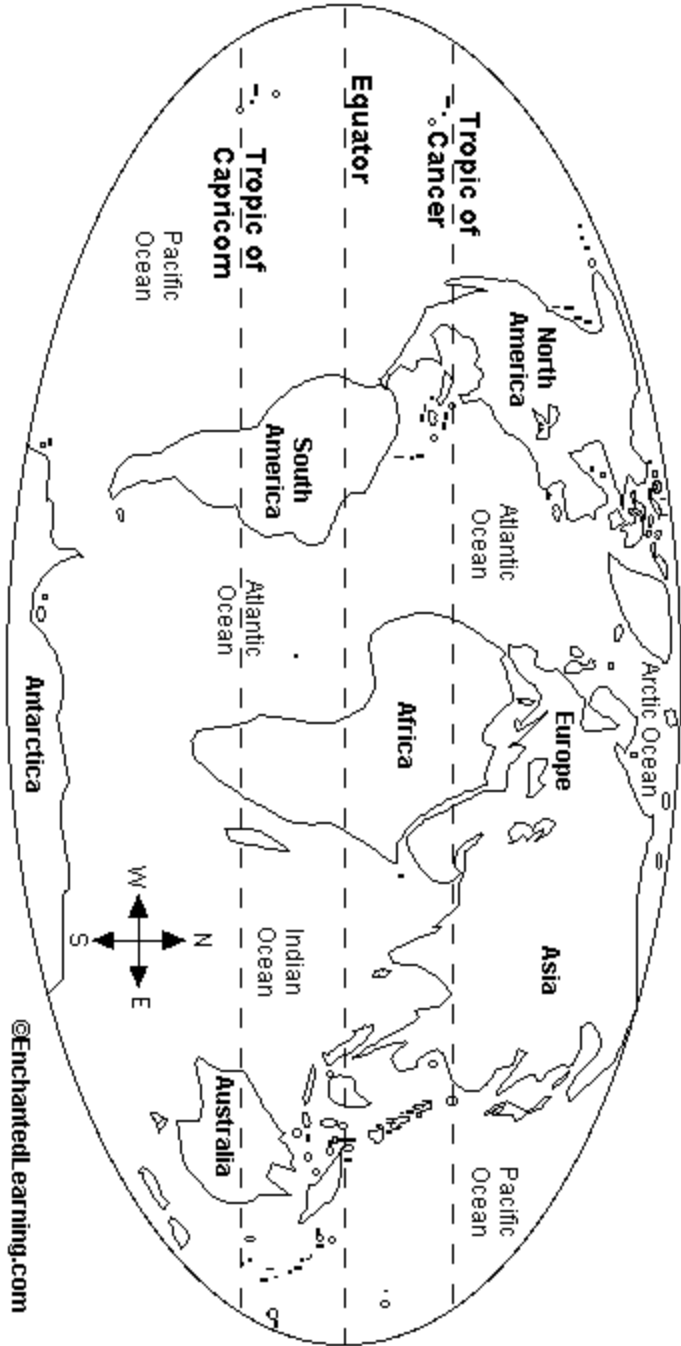 Arctic Ocean
North
America
Europe
Asia
Atlantic
Ocean
Pacific
Ocean
Tropic of
Cancer
Africa
Equator
South
America
Indian
Ocean
Tropic of
Capricorn
Atlantic
Ocean
Australia
Pacific
Ocean
N
W
E
S
Antarctica
©EnchantedLearning.com